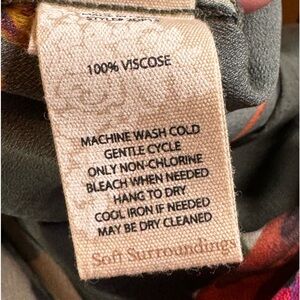 100% VISCOSE
MACHINE WASH COLD
GENTLE CYCLE
ONLY NON-CHLORINE
BLEACH WHEN NEEDED
HANG TO DRY
COOL IRON IF NEEDED
MAY BE DRY CLEANED
Soft Surroundings